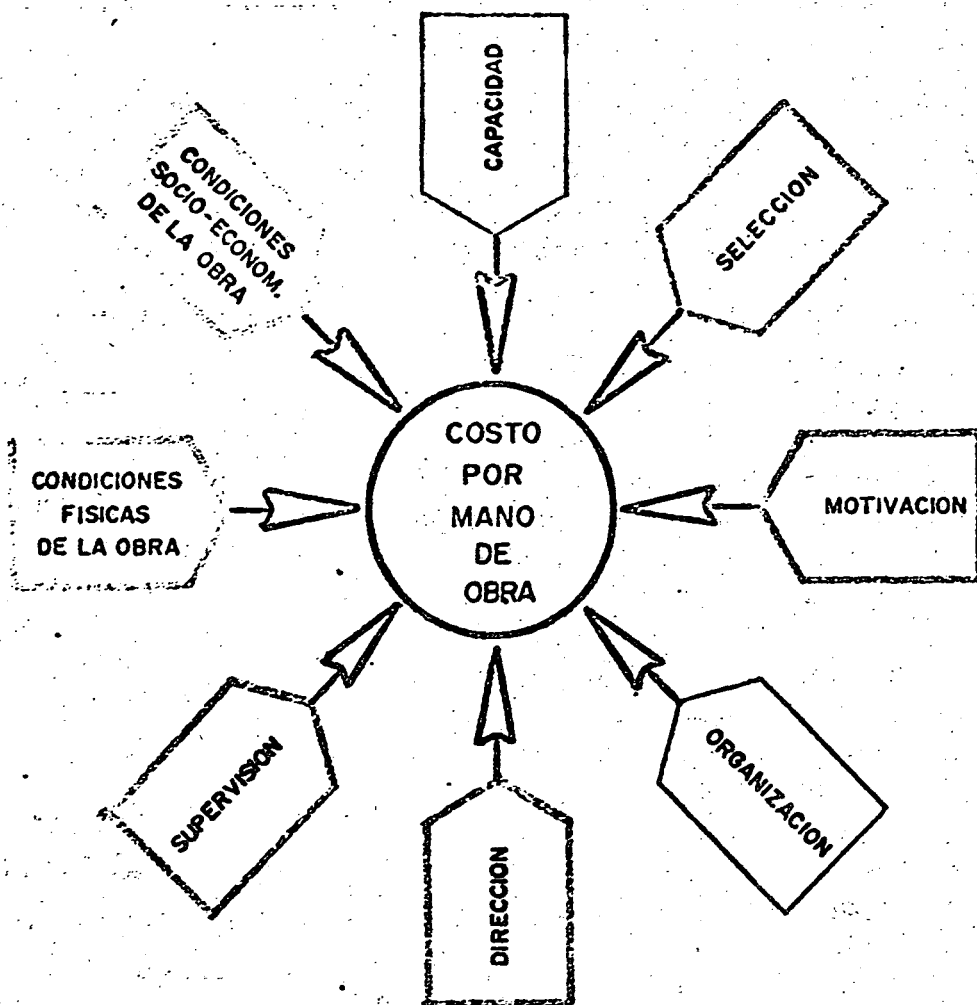 CAPACIDAD
SELECCION
MOTIVACION
ORGANIZACION
DIRECCION
SUPERVISION
CONDICIONES
FISICAS
DE LA OBRA
CONDICIONES
SOCIO-ECONOM.
DE LA OBRA
COSTO
POR
MANO
DE
OBRA